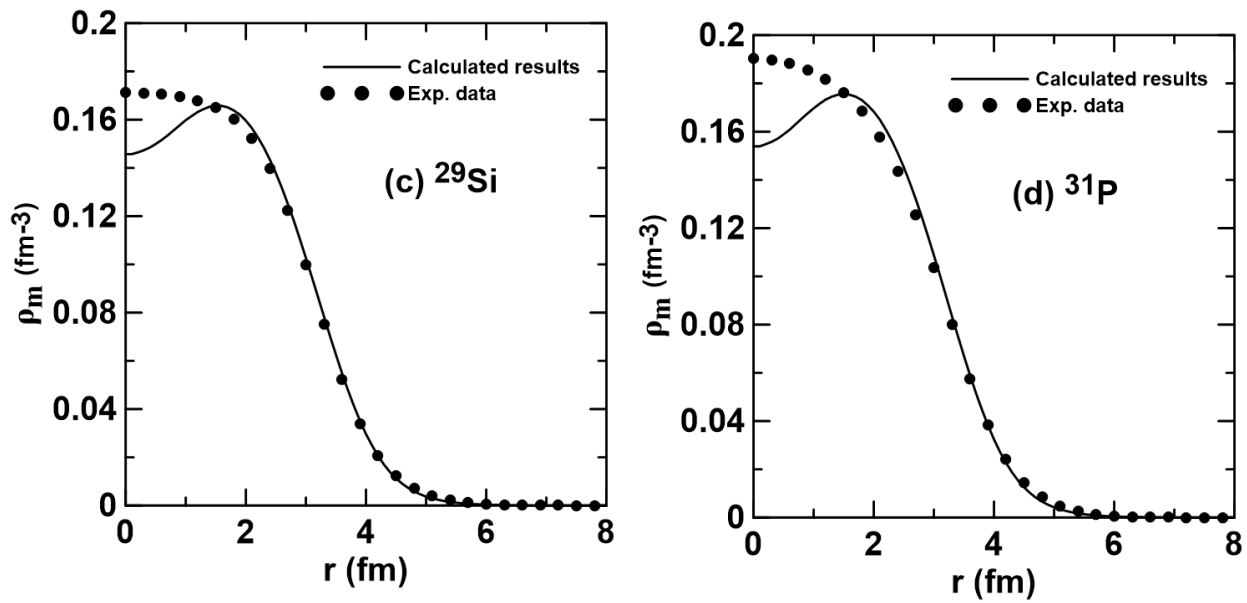 0.2
0.16
0.12
0.08
0.04
0
ρm (fm-3)
Calculated results
Exp. data
(c) 29Si
0 2 4 6 8
r (fm)
0.2
0.16
0.12
0.08
0.04
0
ρm (fm-3)
Calculated results
Exp. data
(d) 31P
0 2 4 6 8
r (fm)